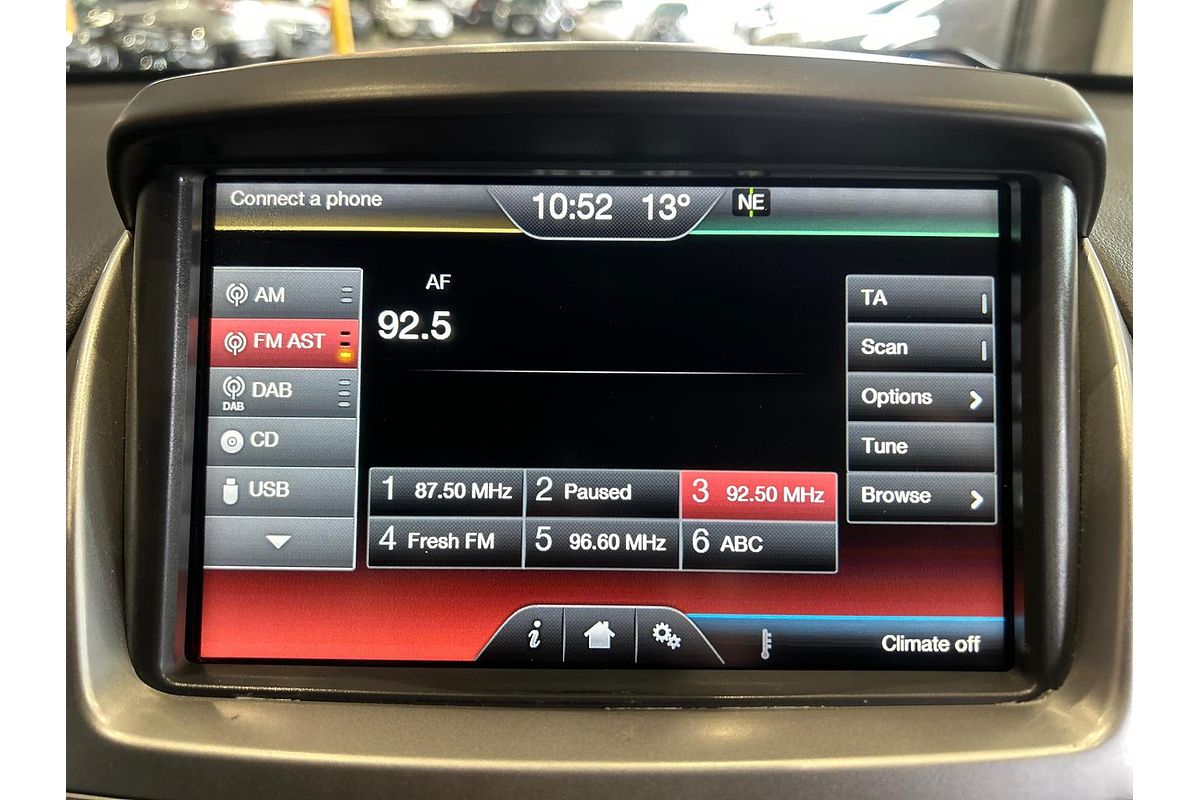 Connect a phone
10:52 13° NE
AM
FM AST
DAB
DAB
CD
USB
AF
92.5
1 87.50 MHz
2 Paused
3 92.50 MHz
4 Fresh FM
5 96.60 MHz
6 ABC
TA
Scan
Options
Tune
Browse
i
Climate off